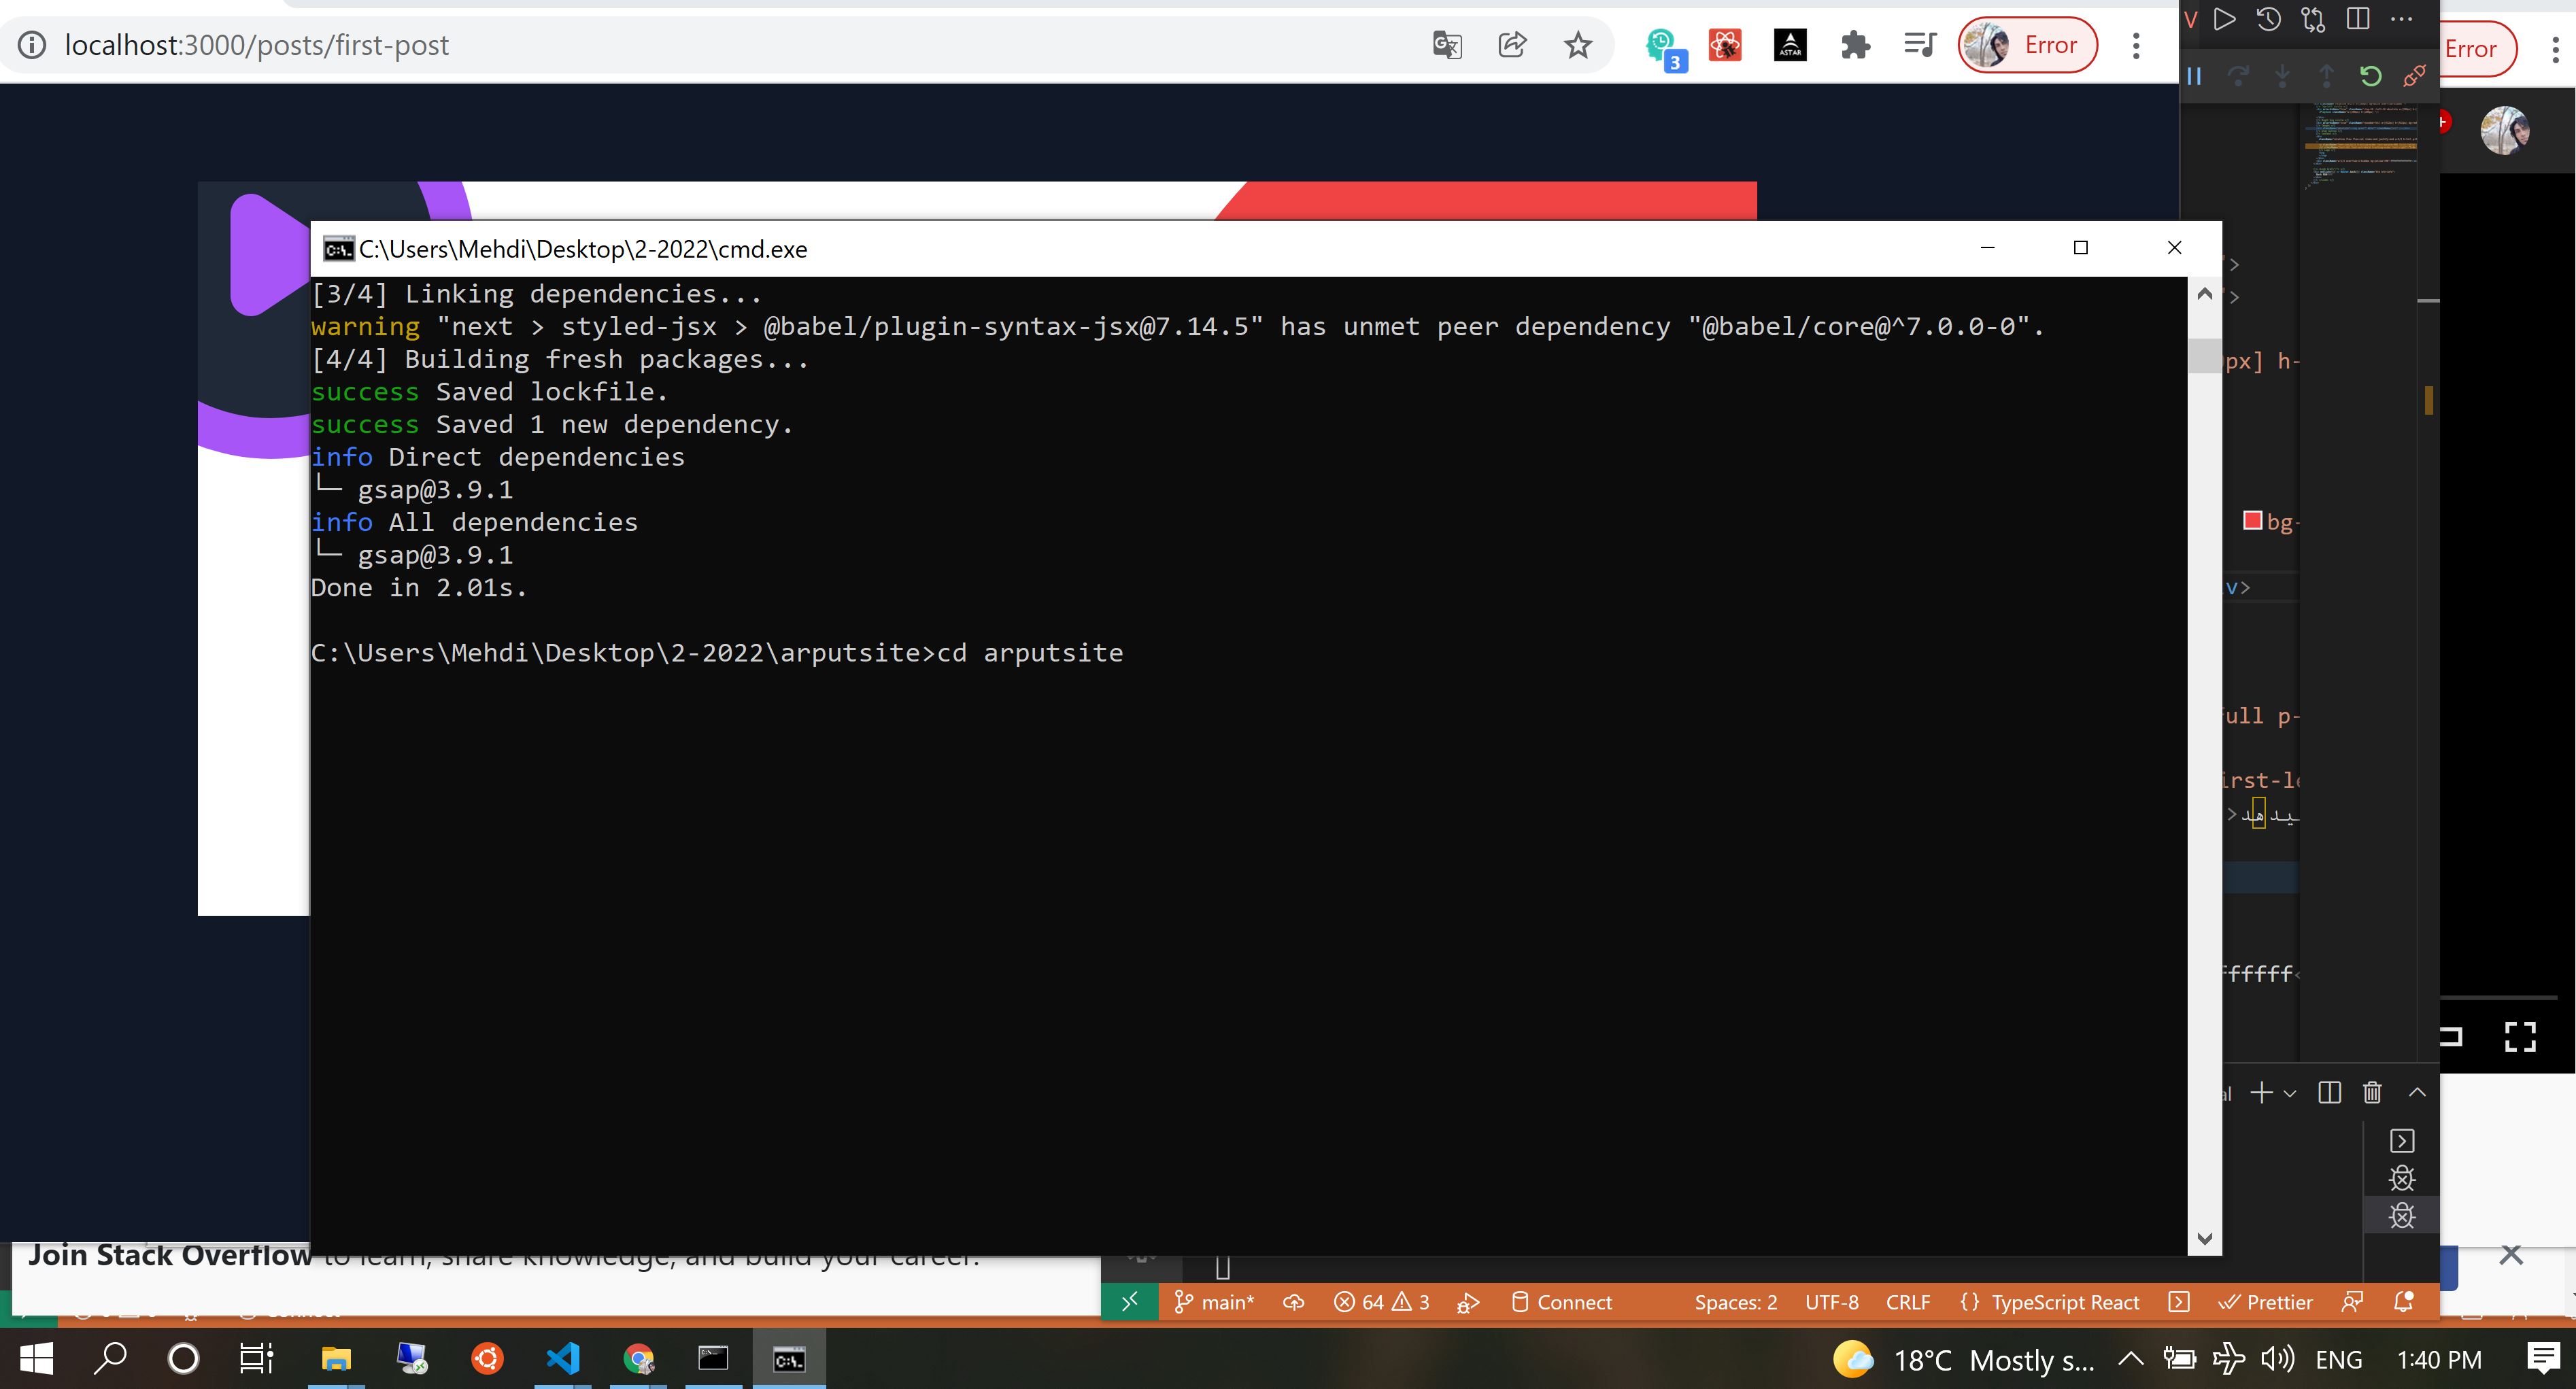 localhost:3000/posts/first-post
3
ASTAR
Error
V
Error
C:\Users\Mehdi\Desktop\2-2022\cmd.exe
[3/4] Linking dependencies...
warning "next > styled-jsx > @babel/plugin-syntax-jsx@7.14.5" has unmet peer dependency "@babel/core@^7.0.0-0".
[4/4] Building fresh packages...
success Saved lockfile.
success Saved 1 new dependency.
info Direct dependencies
└─ gsap@3.9.1
info All dependencies
└─ gsap@3.9.1
Done in 2.01s.
C:\Users\Mehdi\Desktop\2-2022\arputsite>cd arputsite
px] h-
bg-
v>
ull p-
irst-le
ffffff<
Join Stack Overflow to learn, share knowledge, and build your career.
main*
64
3
Connect
Spaces: 2
UTF-8
CRLF
{} TypeScript React
Prettier
18°C Mostly s...
ENG
1:40 PM